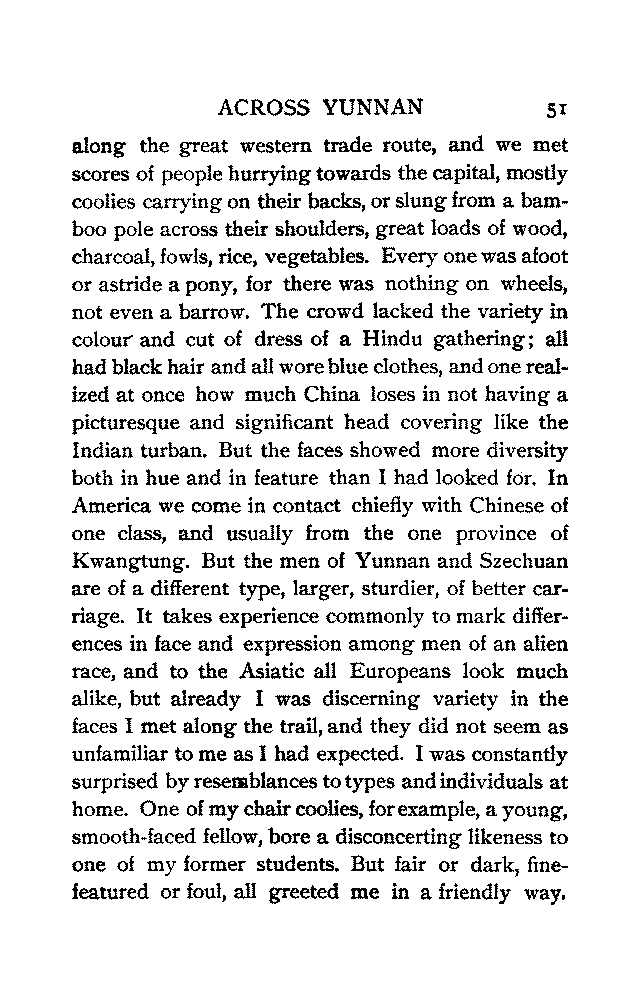 ACROSS YUNNAN 51
along the great western trade route, and we met
scores of people hurrying towards the capital, mostly
coolies carrying on their backs, or slung from a bam-
boo pole across their shoulders, great loads of wood,
charcoal, fowls, rice, vegetables. Every one was afoot
or astride a pony, for there was nothing on wheels,
not even a barrow. The crowd lacked the variety in
colour and cut of dress of a Hindu gathering; all
had black hair and all wore blue clothes, and one real-
ized at once how much China loses in not having a
picturesque and significant head covering like the
Indian turban. But the faces showed more diversity
both in hue and in feature than I had looked for. In
America we come in contact chiefly with Chinese of
one class, and usually from the one province of
Kwangtung. But the men of Yunnan and Szechuan
are of a different type, larger, sturdier, of better car-
riage. It takes experience commonly to mark differ-
ences in face and expression among men of an alien
race, and to the Asiatic all Europeans look much
alike, but already I was discerning variety in the
faces I met along the trail, and they did not seem as
unfamiliar to me as I had expected. I was constantly
surprised by resemblances to types and individuals at
home. One of my chair coolies, for example, a young,
smooth-faced fellow, bore a disconcerting likeness to
one of my former students. But fair or dark, fine-
featured or foul, all greeted me in a friendly way.